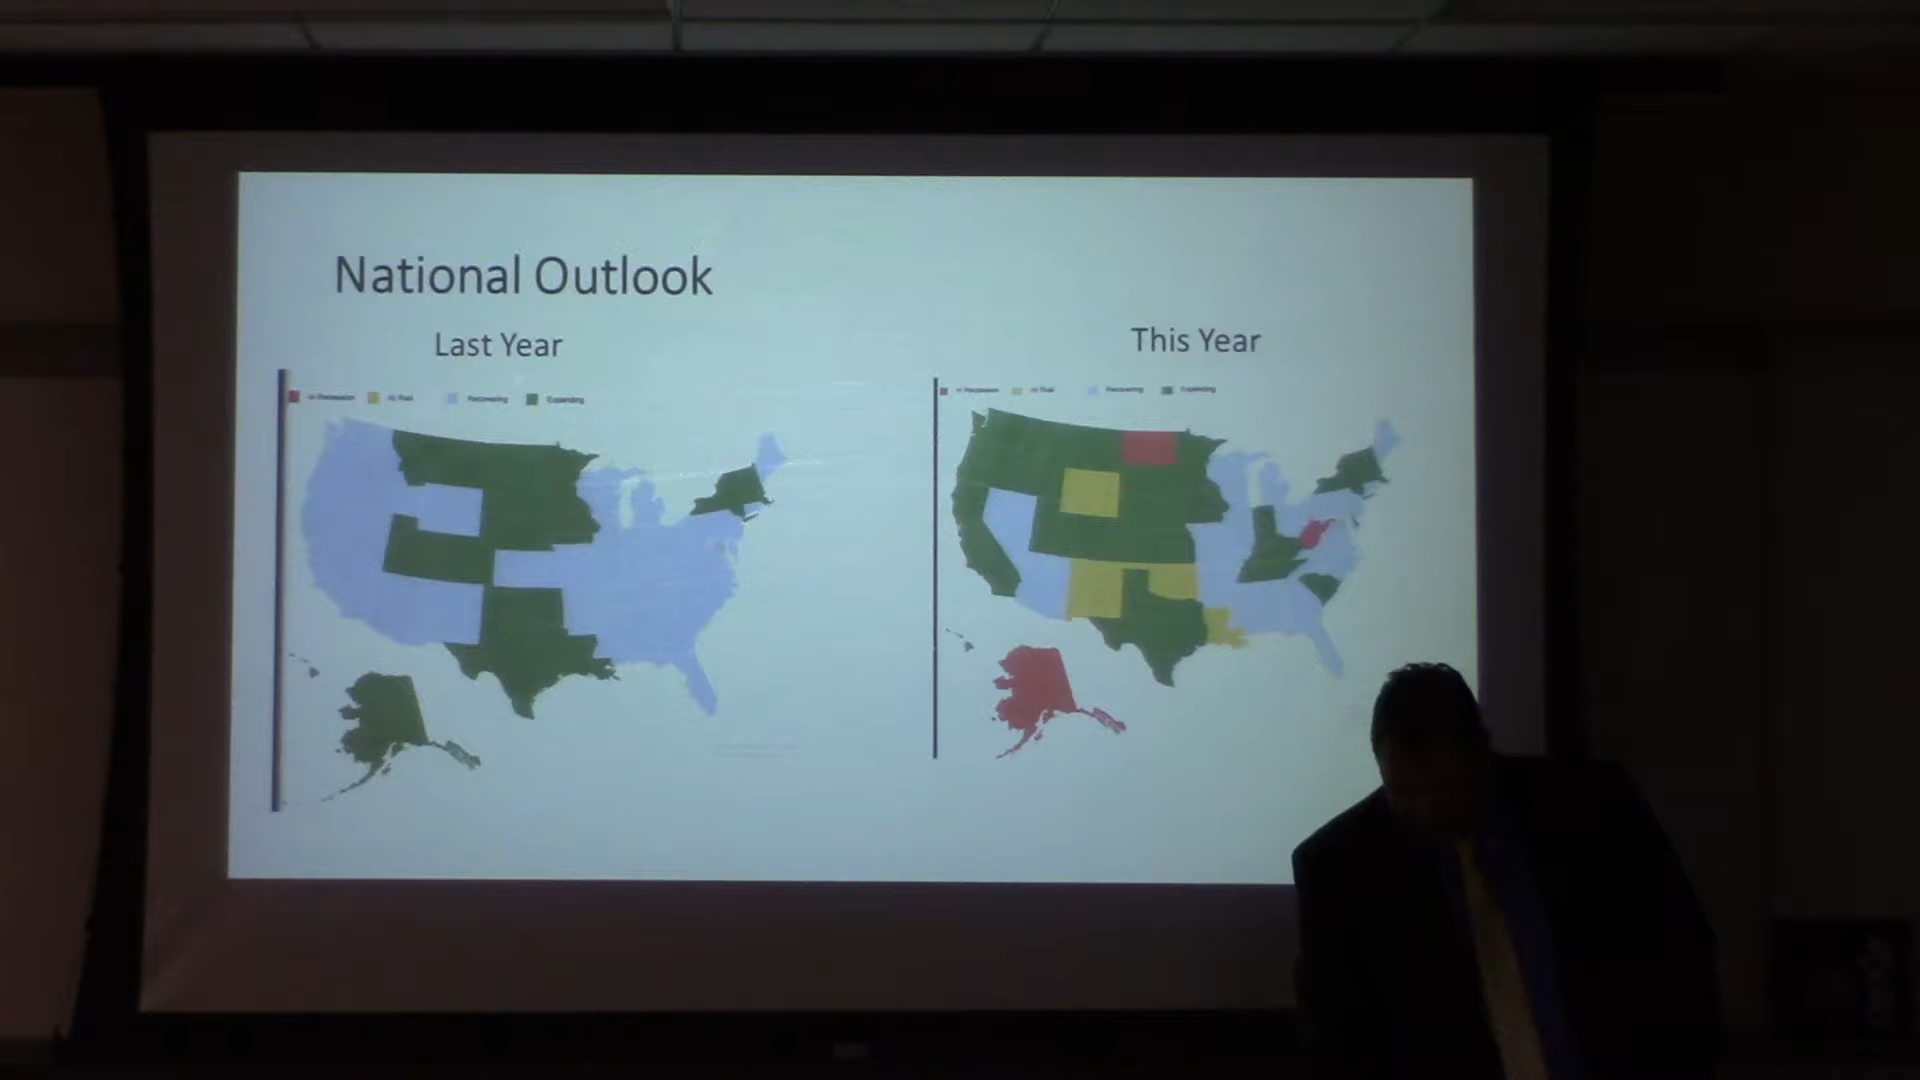 National Outlook
Last Year
This Year
In Recession At Risk Recovering Expanding
In Recession At Risk Recovering Expanding